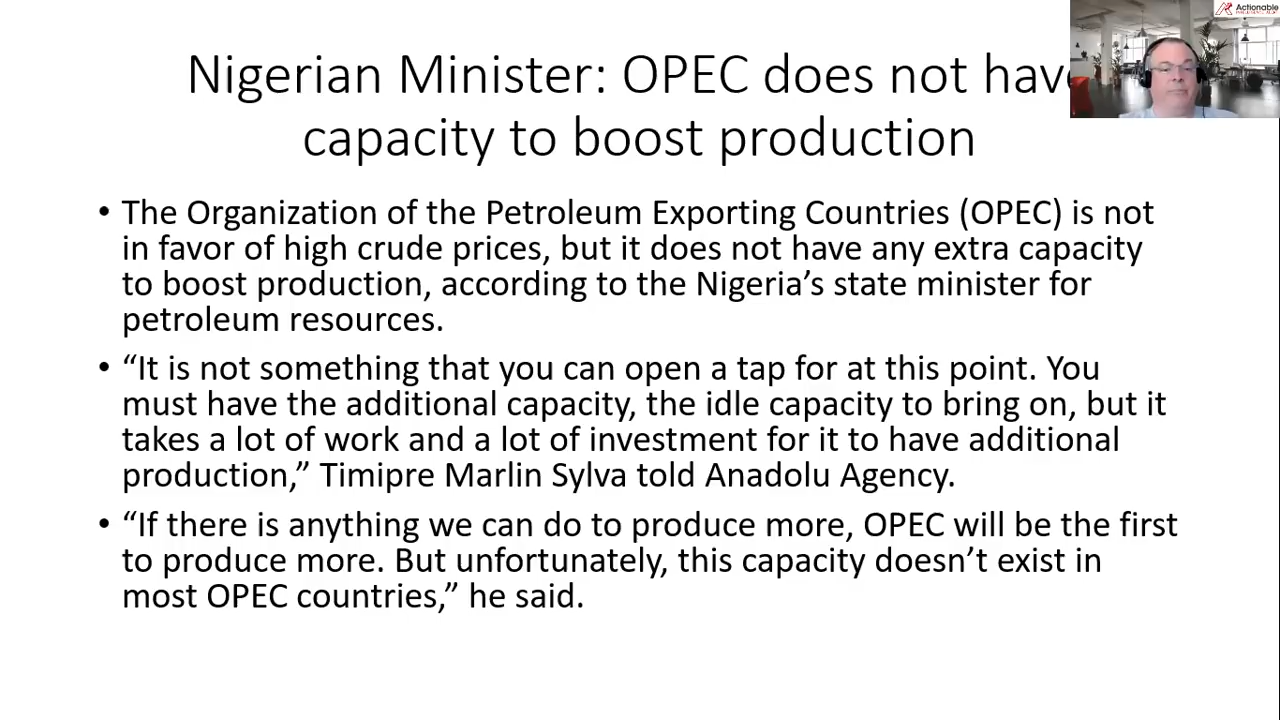 Actionable
Nigerian Minister: OPEC does not have
capacity to boost production
• The Organization of the Petroleum Exporting Countries (OPEC) is not
in favor of high crude prices, but it does not have any extra capacity
to boost production, according to the Nigeria’s state minister for
petroleum resources.
• “It is not something that you can open a tap for at this point. You
must have the additional capacity, the idle capacity to bring on, but it
takes a lot of work and a lot of investment for it to have additional
production,” Timipre Marlin Sylva told Anadolu Agency.
• “If there is anything we can do to produce more, OPEC will be the first
to produce more. But unfortunately, this capacity doesn’t exist in
most OPEC countries,” he said.